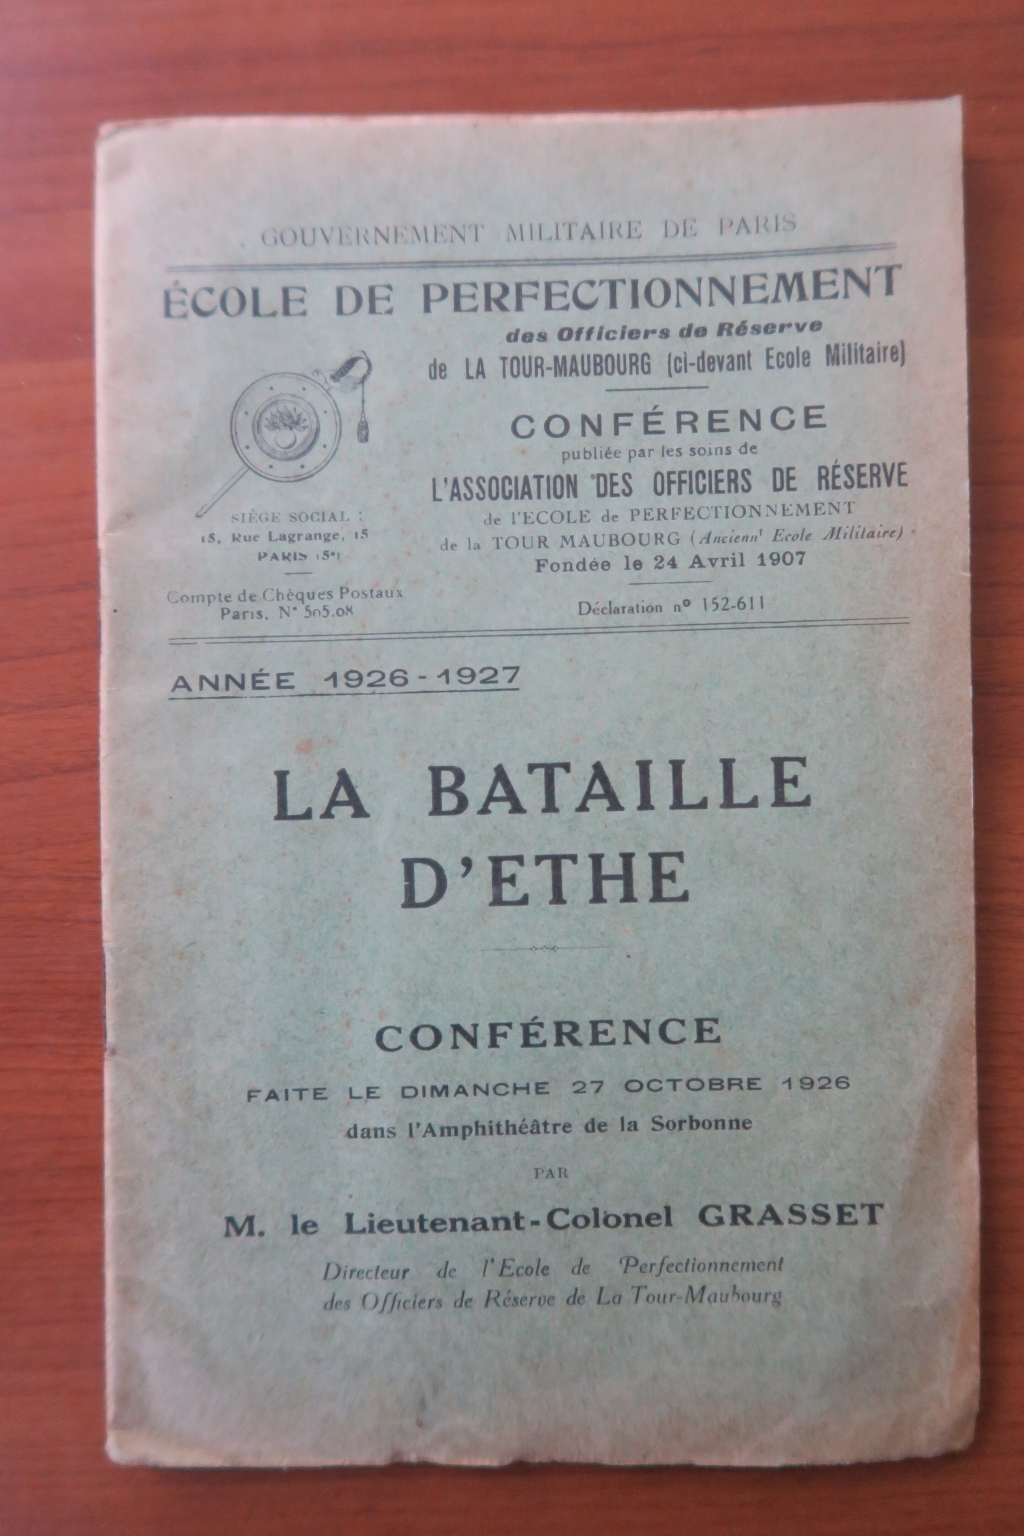 GOUVERNEMENT MILITAIRE DE PARIS
ÉCOLE DE PERFECTIONNEMENT
des Officiers de Réserve
de LA TOUR-MAUBOURG (ci-devant Ecole Militaire)
CONFÉRENCE
publiée par les soins de
L'ASSOCIATION DES OFFICIERS DE RÉSERVE
de l'ECOLE de PERFECTIONNEMENT
de la TOUR MAUBOURG (Ancienn' Ecole Militaire)
Fondée le 24 Avril 1907
Déclaration nº 152-611
SIÈGE SOCIAL :
15, Rue Lagrange, 15
PARIS (5e)
Compte de Chèques Postaux
Paris, N° 505.08
ANNÉE 1926-1927
LA BATAILLE
D'ETHE
CONFÉRENCE
FAITE LE DIMANCHE 27 OCTOBRE 1926
dans l'Amphithéâtre de la Sorbonne
PAR
M. le Lieutenant-Colonel GRASSET
Directeur de l'Ecole de Perfectionnement
des Officiers de Réserve de La Tour-Maubourg